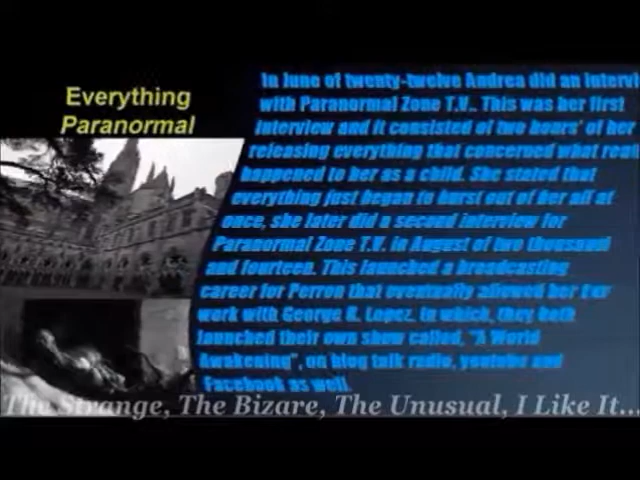 Everything
Paranormal
In June of twenty-twelve Andrea did an Intervi
with Paranormal Zone T.V.. This was her first
interview and it consisted of two hours' of her
releasing everything that concerned what rea
happened to her as a child. She stated that
everything just began to burst out of her all at
once, she later did a second interview for
Paranormal Zone T.V. in August of two thousand
and fourteen. This launched a broadcasting
career for Perron that eventually allowed her
work with George R. Lopez. In which, they both
launched their own show called. "A World
Awakening", on blog talk radio, youtube and
Facebook as well.
The Strange, The Bizare, The Unusual, I Like It...